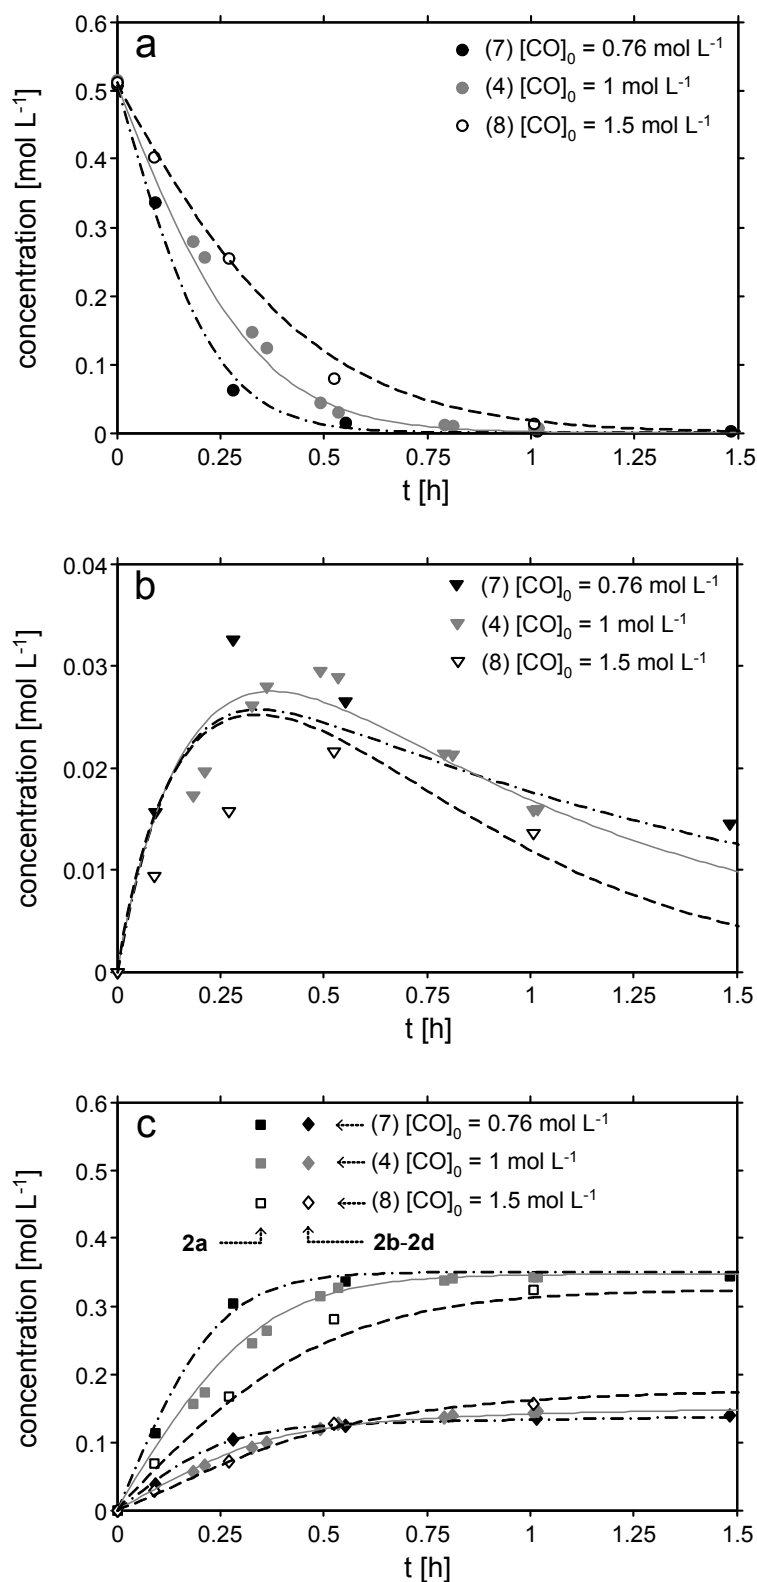 a
(7) [CO]₀ = 0.76 mol L⁻¹
(4) [CO]₀ = 1 mol L⁻¹
(8) [CO]₀ = 1.5 mol L⁻¹
concentration [mol L⁻¹]
0.6
0.5
0.4
0.3
0.2
0.1
0
0 0.25 0.5 0.75 1 1.25 1.5
t [h]
b
(7) [CO]₀ = 0.76 mol L⁻¹
(4) [CO]₀ = 1 mol L⁻¹
(8) [CO]₀ = 1.5 mol L⁻¹
concentration [mol L⁻¹]
0.04
0.03
0.02
0.01
0
0 0.25 0.5 0.75 1 1.25 1.5
t [h]
c
(7) [CO]₀ = 0.76 mol L⁻¹
(4) [CO]₀ = 1 mol L⁻¹
(8) [CO]₀ = 1.5 mol L⁻¹
2a 2b-2d
concentration [mol L⁻¹]
0.6
0.5
0.4
0.3
0.2
0.1
0
0 0.25 0.5 0.75 1 1.25 1.5
t [h]